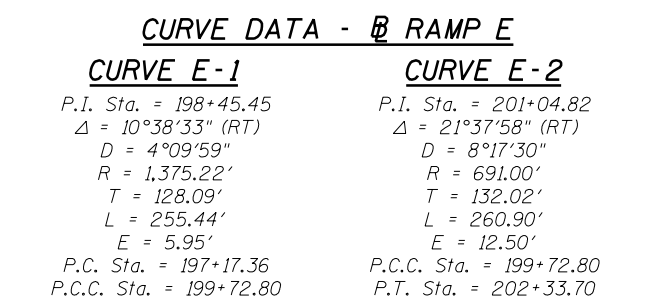 CURVE DATA - ℄ RAMP E
CURVE E-1
P.I. Sta. = 198+45.45
Δ = 10°38'33" (RT)
D = 4°09'59"
R = 1,375.22'
T = 128.09'
L = 255.44'
E = 5.95'
P.C. Sta. = 197+17.36
P.C.C. Sta. = 199+72.80
CURVE E-2
P.I. Sta. = 201+04.82
Δ = 21°37'58" (RT)
D = 8°17'30"
R = 691.00'
T = 132.02'
L = 260.90'
E = 12.50'
P.C.C. Sta. = 199+72.80
P.T. Sta. = 202+33.70